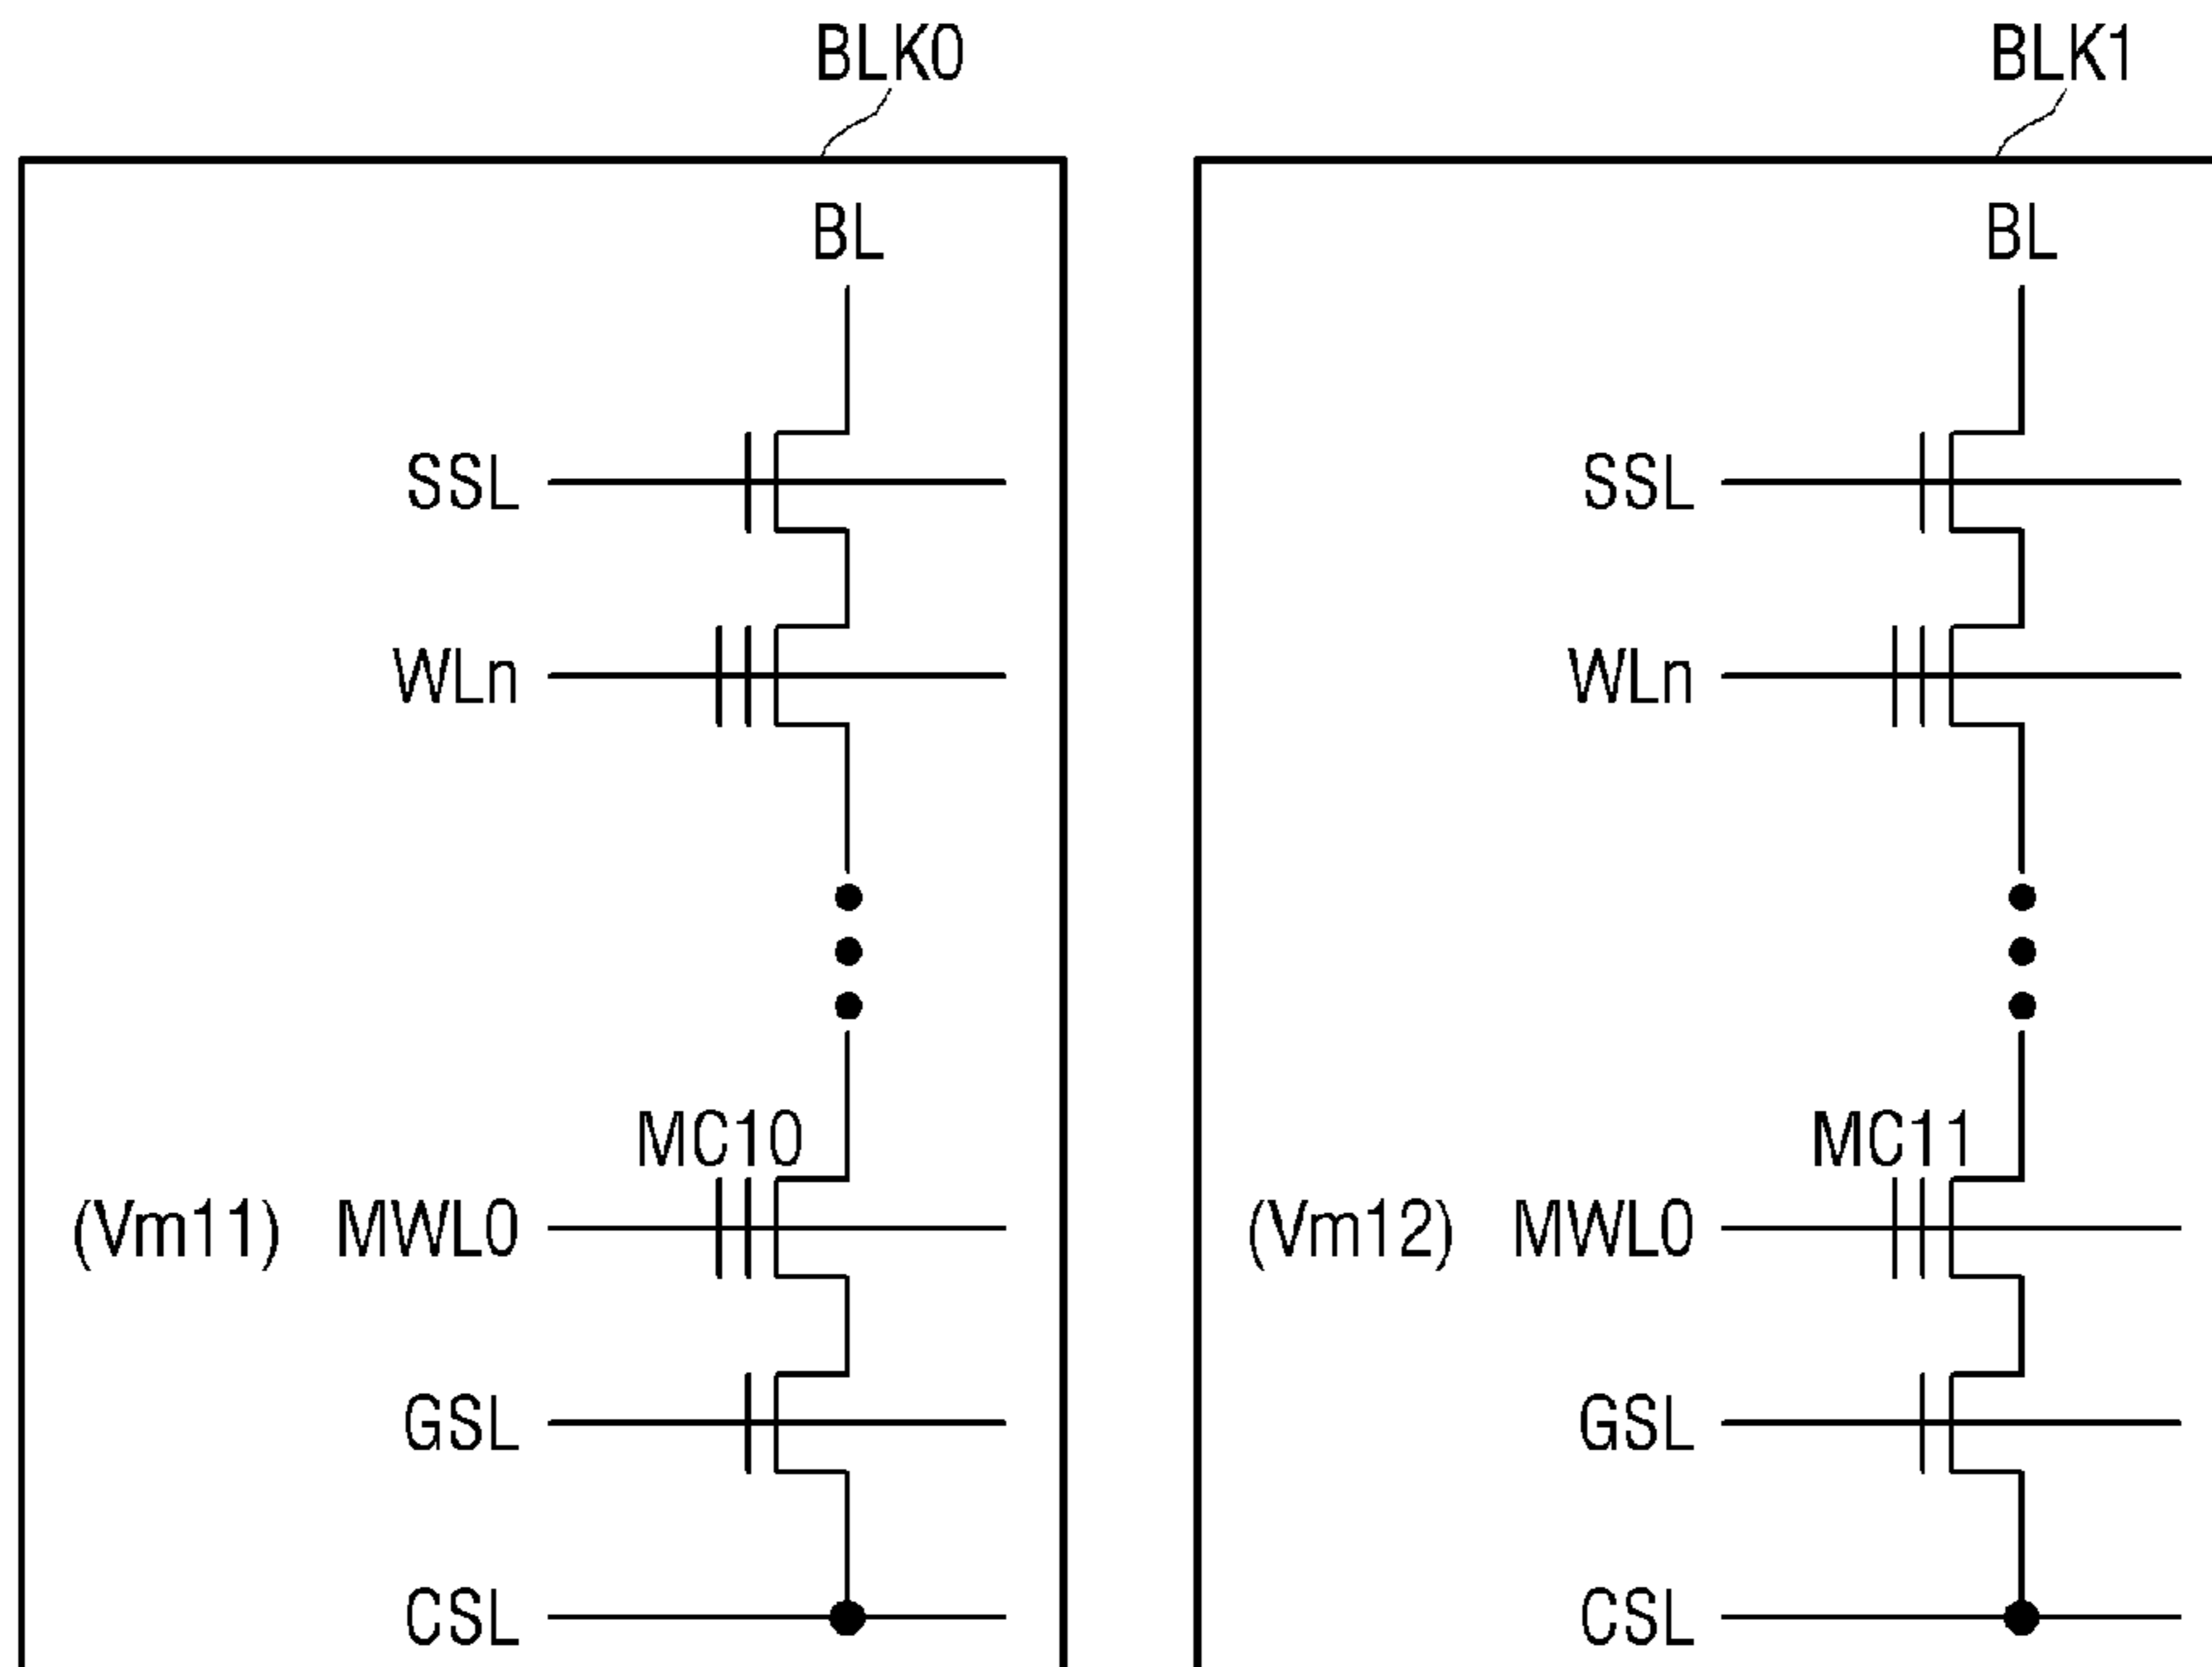 BLK0
BL
SSL
WLn
MC10
(Vm11) MWL0
GSL
CSL
BLK1
BL
SSL
WLn
MC11
(Vm12) MWL0
GSL
CSL